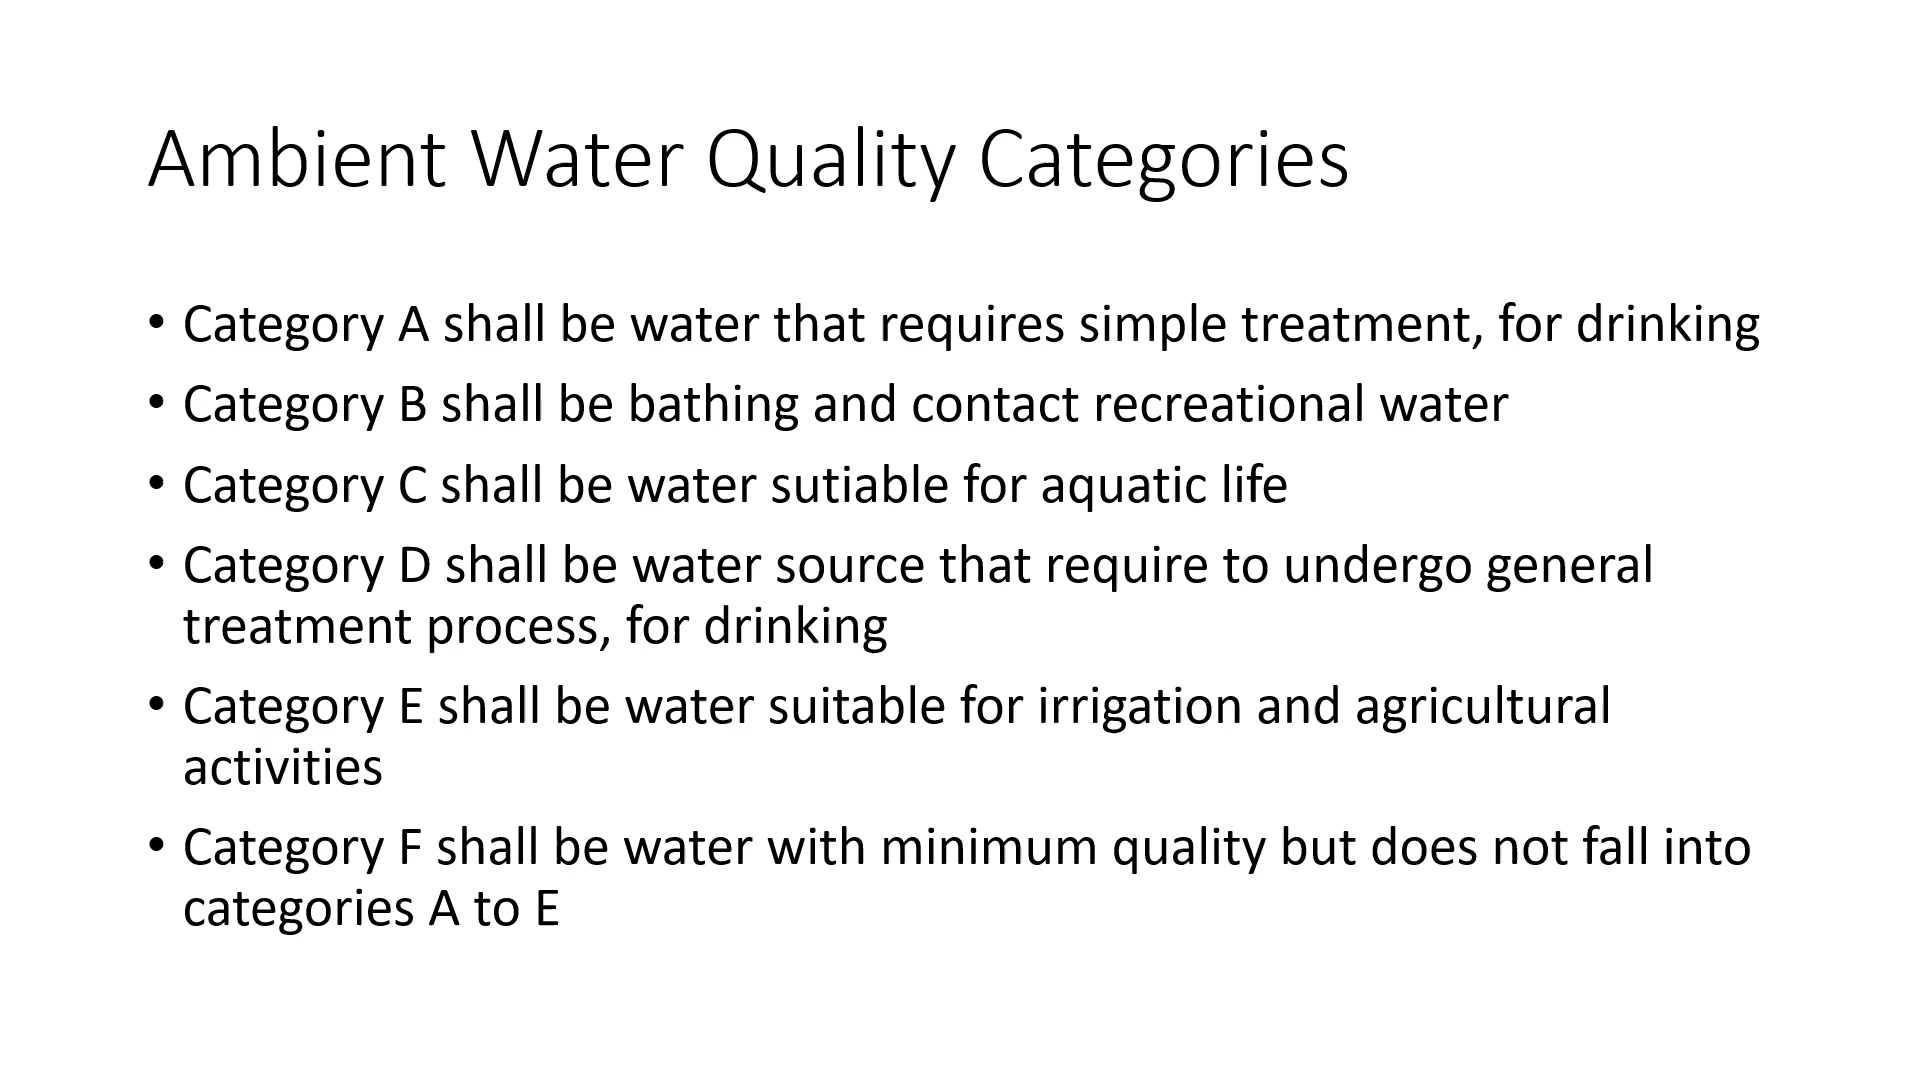 Ambient Water Quality Categories
• Category A shall be water that requires simple treatment, for drinking
• Category B shall be bathing and contact recreational water
• Category C shall be water sutiable for aquatic life
• Category D shall be water source that require to undergo general
treatment process, for drinking
• Category E shall be water suitable for irrigation and agricultural
activities
• Category F shall be water with minimum quality but does not fall into
categories A to E